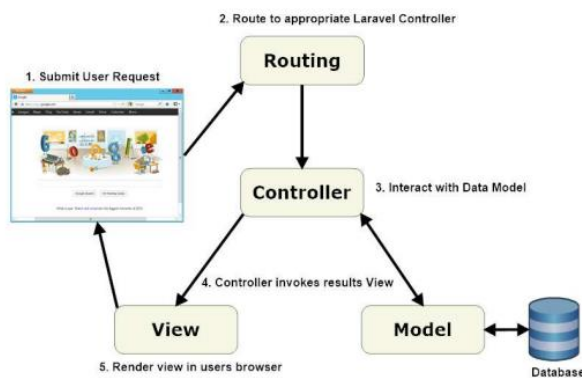 2. Route to appropriate Laravel Controller
1. Submit User Request
Routing
Google
Controller
3. Interact with Data Model
4. Controller invokes results View
View
Model
5. Render view in users browser
Database